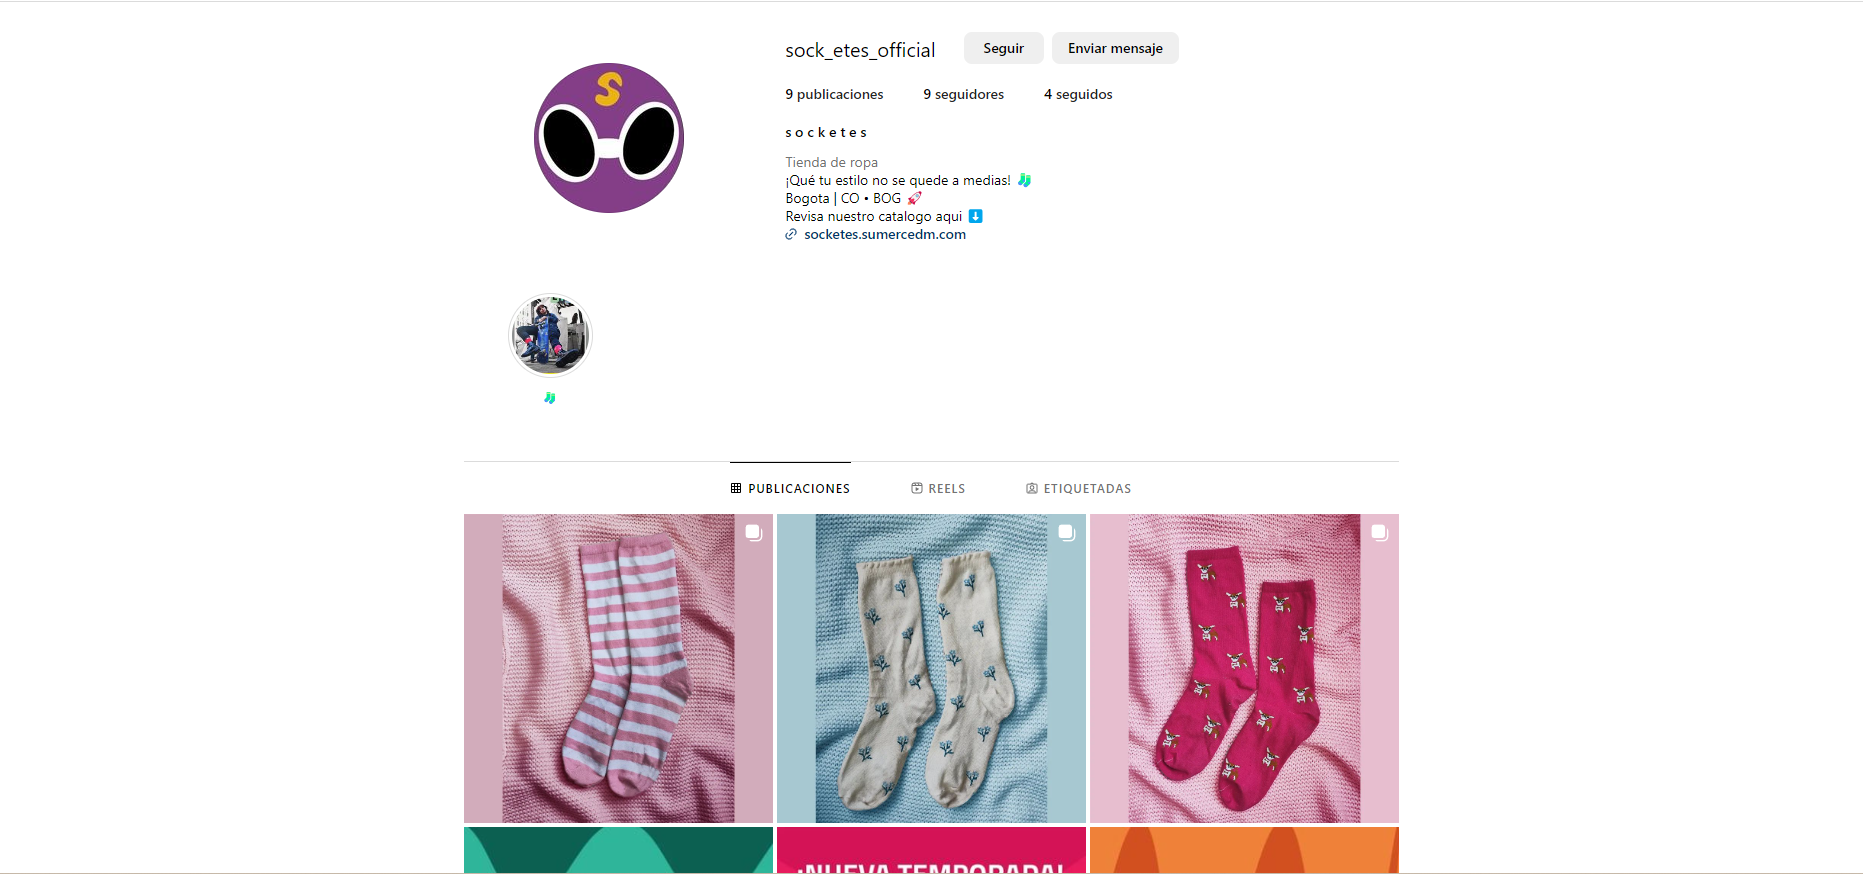 sock_etes_official
Seguir
Enviar mensaje
9 publicaciones
9 seguidores
4 seguidos
s o c k e t e s
Tienda de ropa
¡Qué tu estilo no se quede a medias! 🧦
Bogota | CO • BOG 🚀
Revisa nuestro catalogo aqui ⬇️
socketes.sumercedm.com
S
🧦
PUBLICACIONES
REELS
ETIQUETADAS
¡NUEVA TEMPORADA!